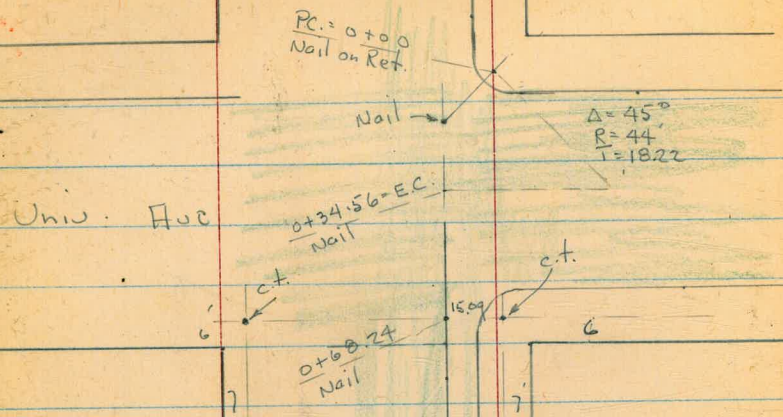 P.C. = 0+00
Nail on Ret.
Nail
Δ = 45°
R = 44'
T = 18.22'
0+34.56 = E.C.
Nail
Univ. Ave
c.t.
c.t.
6'
15.09
6
0+68.24
Nail
7
7'